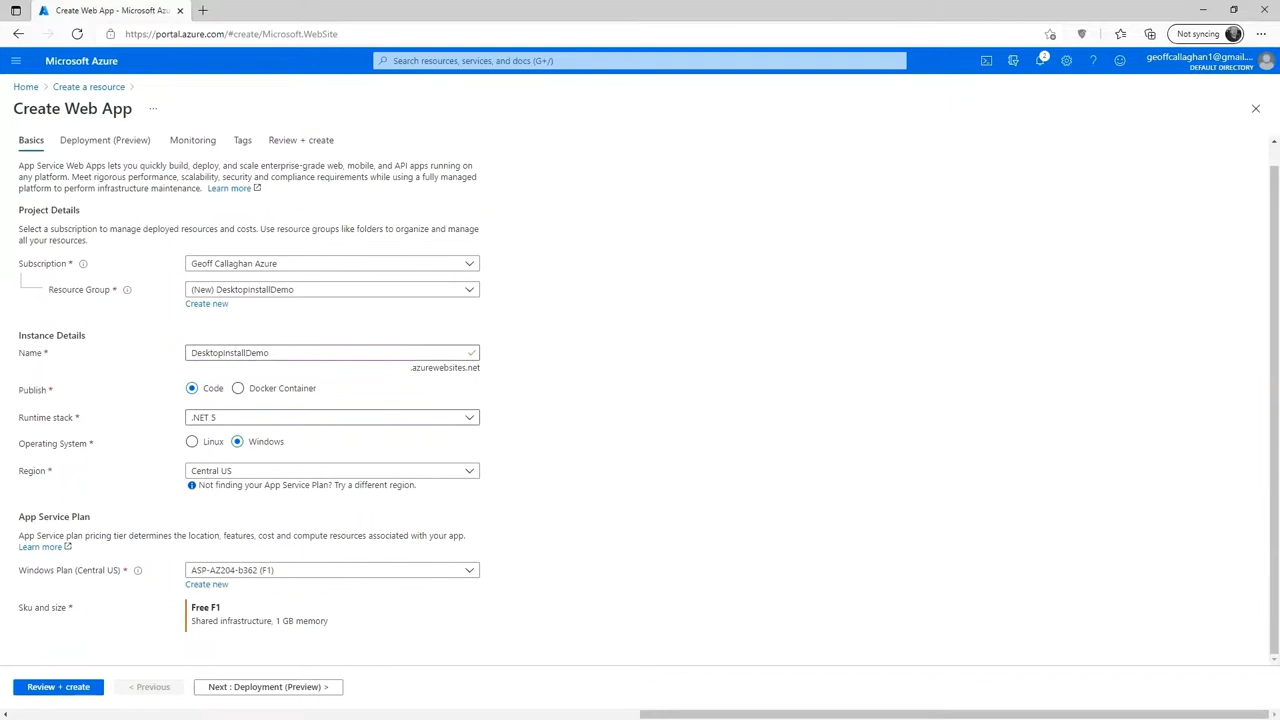 Create Web App - Microsoft Azu
https://portal.azure.com/#create/Microsoft.WebSite
Not syncing
Microsoft Azure
Search resources, services, and docs (G+/)
2
geoffcallaghan1@gmail....
DEFAULT DIRECTORY
Home > Create a resource >
Create Web App ...
Basics Deployment (Preview) Monitoring Tags Review + create
App Service Web Apps lets you quickly build, deploy, and scale enterprise-grade web, mobile, and API apps running on
any platform. Meet rigorous performance, scalability, security and compliance requirements while using a fully managed
platform to perform infrastructure maintenance. Learn more
Project Details
Select a subscription to manage deployed resources and costs. Use resource groups like folders to organize and manage
all your resources.
Subscription * Geoff Callaghan Azure
Resource Group * (New) DesktopInstallDemo
Create new
Instance Details
Name * DesktopInstallDemo
.azurewebsites.net
Publish * Code Docker Container
Runtime stack * .NET 5
Operating System * Linux Windows
Region * Central US
Not finding your App Service Plan? Try a different region.
App Service Plan
App Service plan pricing tier determines the location, features, cost and compute resources associated with your app.
Learn more
Windows Plan (Central US) * ASP-AZ204-b362 (F1)
Create new
Sku and size * Free F1
Shared infrastructure, 1 GB memory
Review + create < Previous Next : Deployment (Preview) >